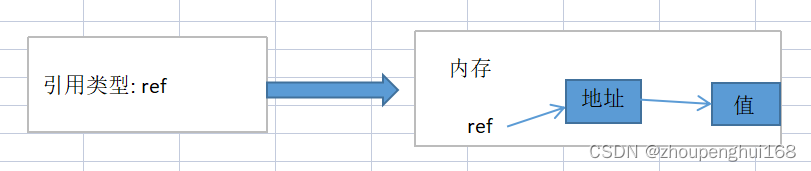 引用类型: ref
内存
地址
值
ref
CSDN @zhoupenghui168